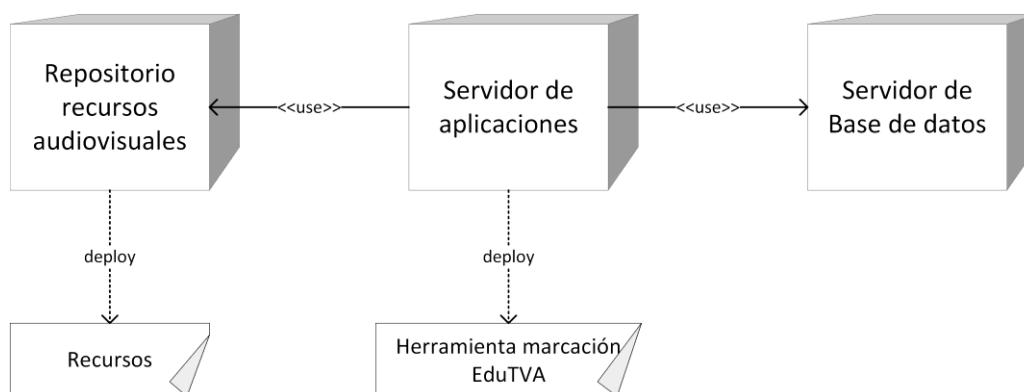 Repositorio
recursos
audiovisuales
<<use>>
Servidor de
aplicaciones
<<use>>
Servidor de
Base de datos
deploy
deploy
Recursos
Herramienta marcación
EduTVA